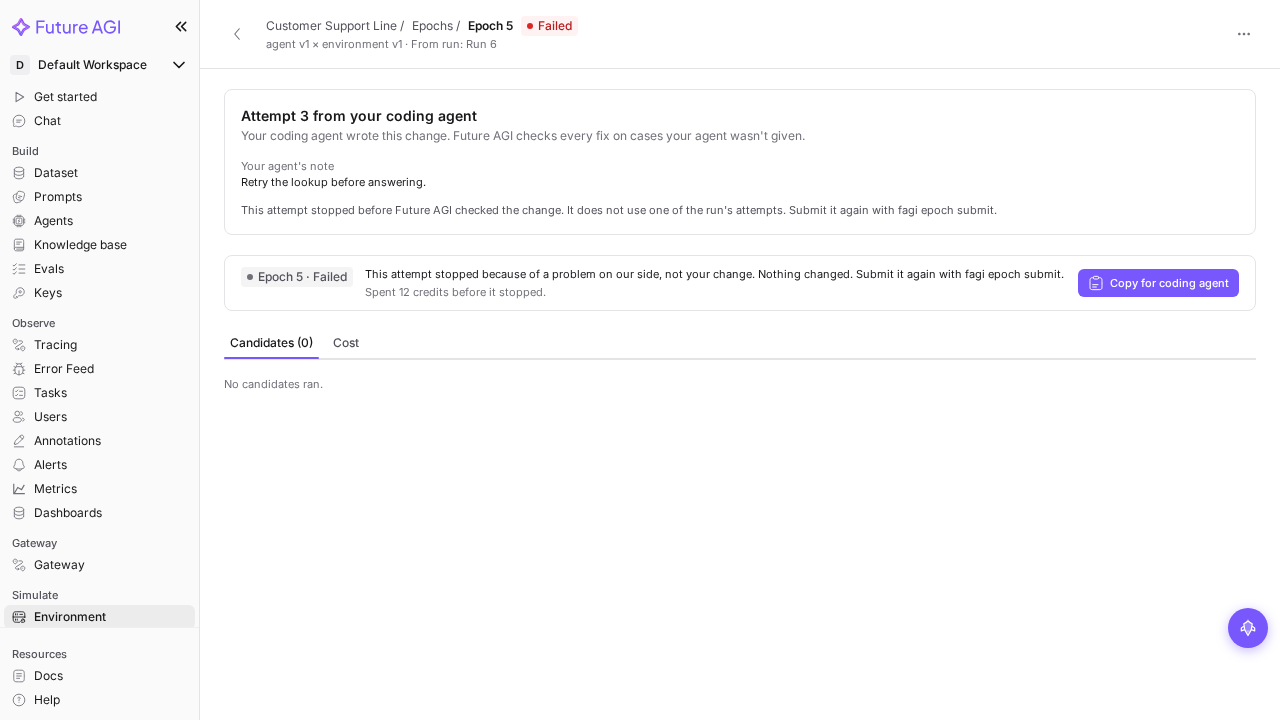 Future AGI
D Default Workspace
Get started
Chat
Build
Dataset
Prompts
Agents
Knowledge base
Evals
Keys
Observe
Tracing
Error Feed
Tasks
Users
Annotations
Alerts
Metrics
Dashboards
Gateway
Gateway
Simulate
Environment
Resources
Docs
Help
Customer Support Line / Epochs / Epoch 5 Failed
agent v1 × environment v1 · From run: Run 6
Attempt 3 from your coding agent
Your coding agent wrote this change. Future AGI checks every fix on cases your agent wasn't given.
Your agent's note
Retry the lookup before answering.
This attempt stopped before Future AGI checked the change. It does not use one of the run's attempts. Submit it again with fagi epoch submit.
Epoch 5 · Failed
This attempt stopped because of a problem on our side, not your change. Nothing changed. Submit it again with fagi epoch submit.
Spent 12 credits before it stopped.
Copy for coding agent
Candidates (0) Cost
No candidates ran.